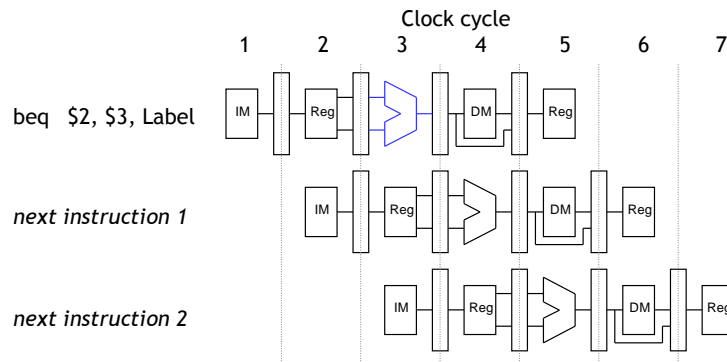 Clock cycle
1 2 3 4 5 6 7
beq $2, $3, Label IM Reg DM Reg
next instruction 1 IM Reg DM Reg
next instruction 2 IM Reg DM Reg